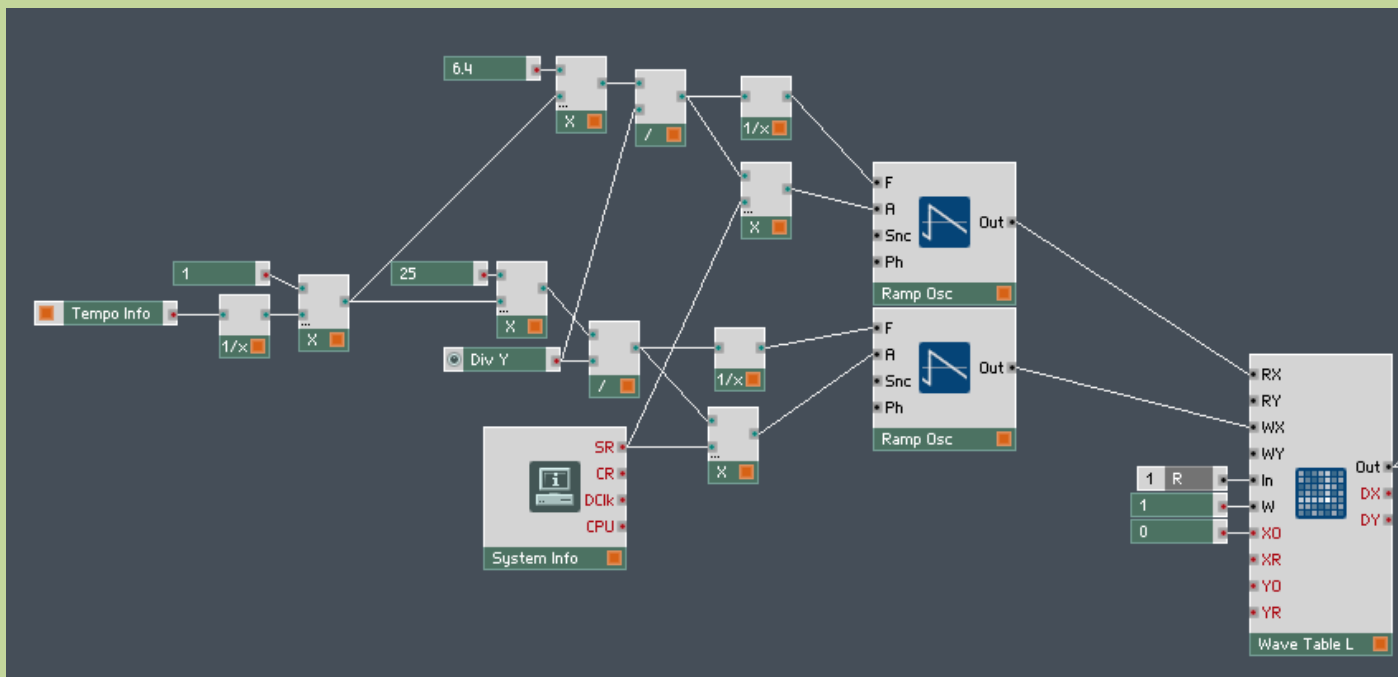 6.4
X
/
1/x
X
F
A
Snc
Ph
Out
Ramp Osc
1
Tempo Info
1/x
X
25
X
Div Y
/
1/x
X
F
A
Snc
Ph
Out
Ramp Osc
SR
CR
DClk
CPU
System Info
1 R
1
0
RX
RY
WX
WY
In
W
XO
XR
YO
YR
Out
DX
DY
Wave Table L